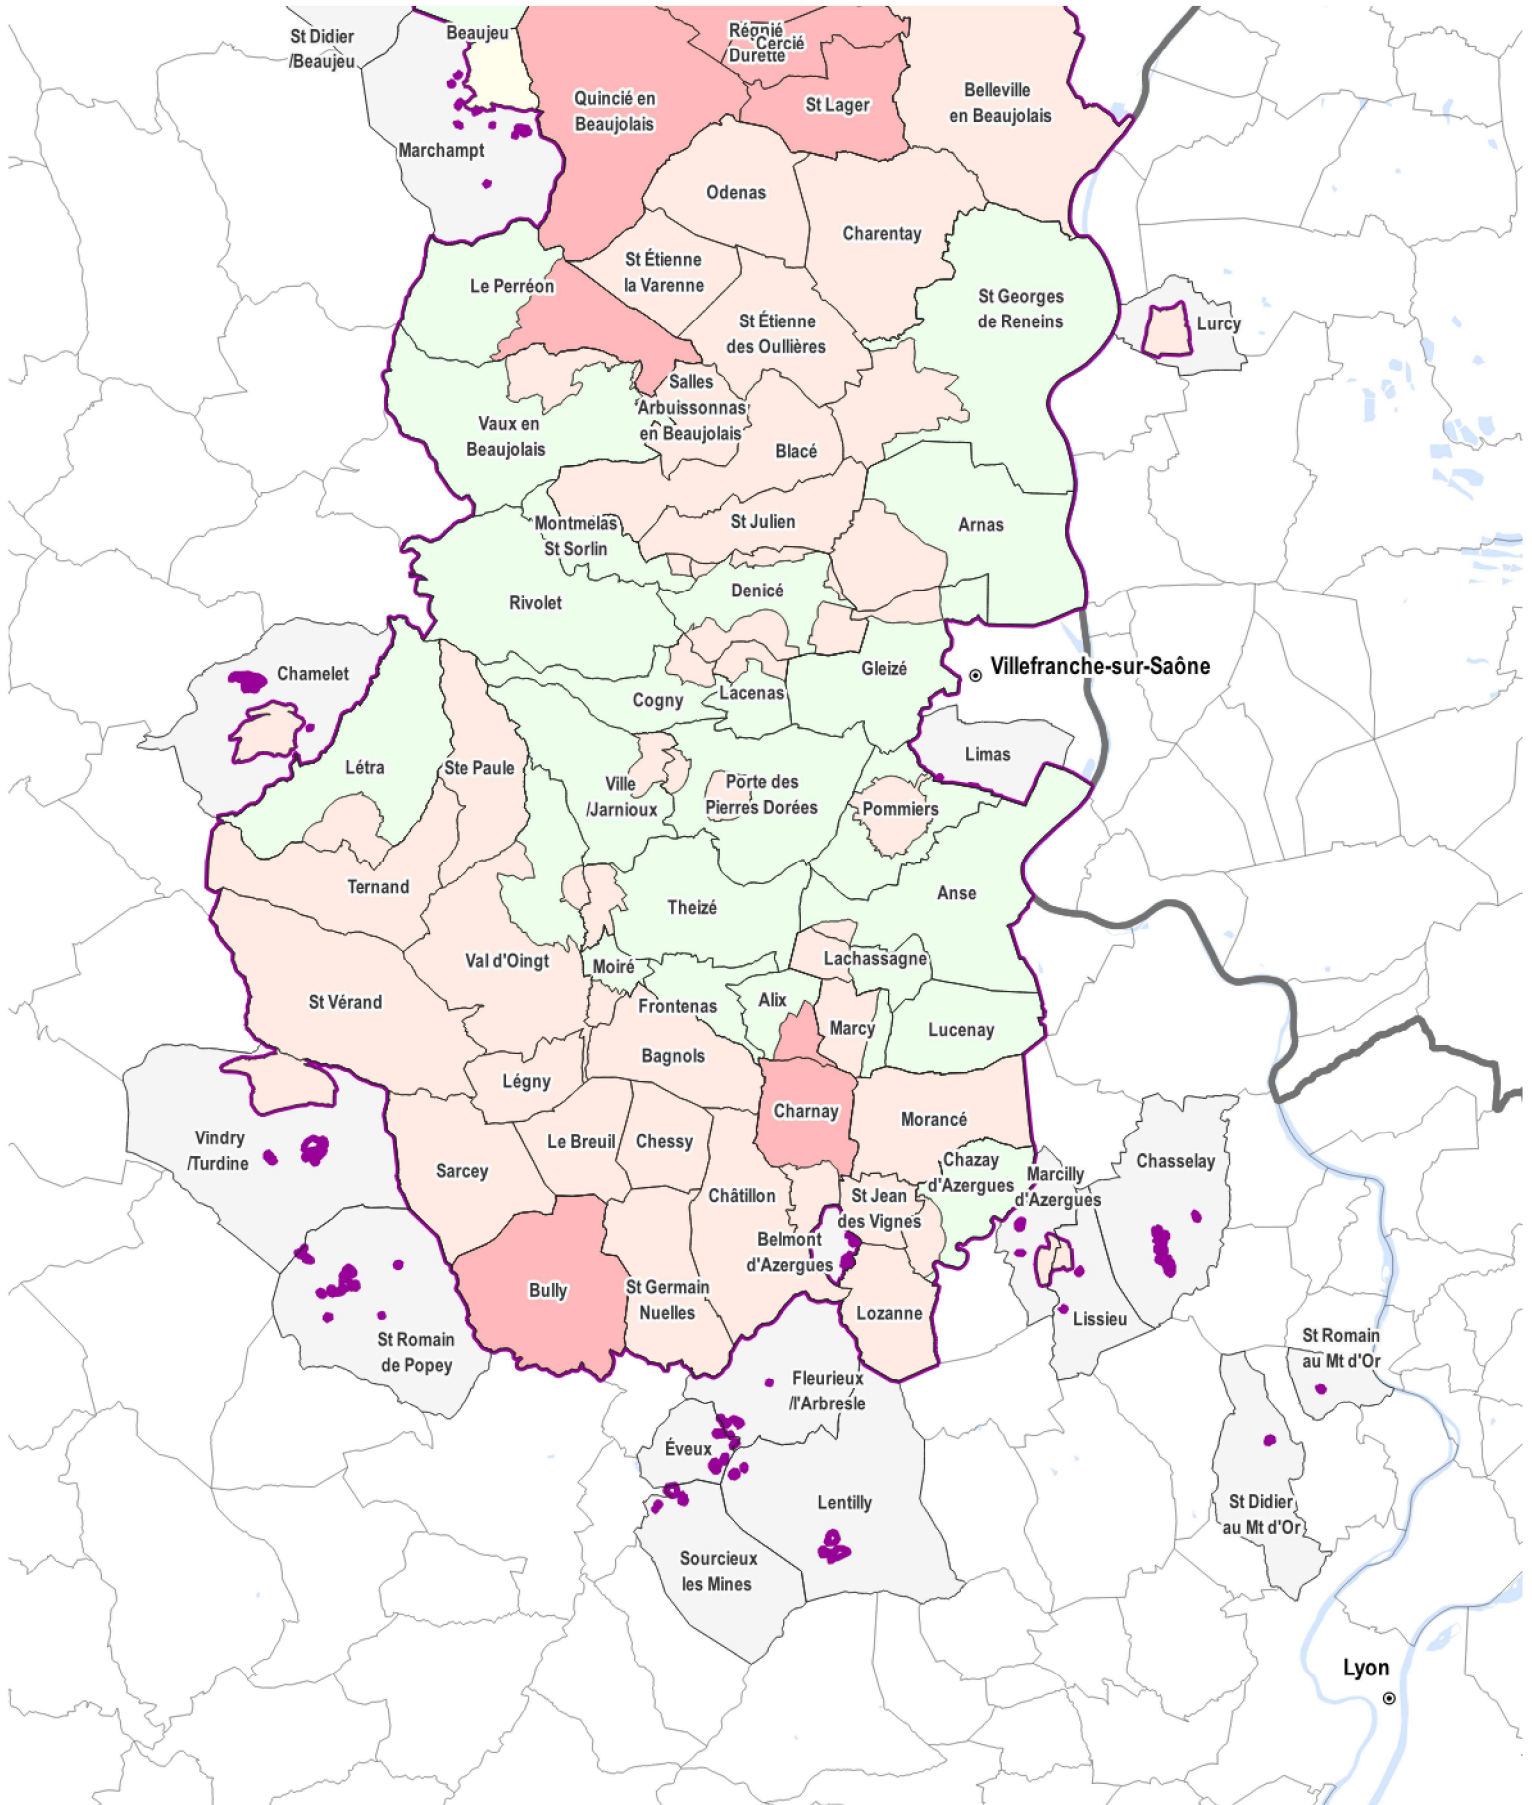 St Didier
/Beaujeu
Beaujeu
Régnié
Durette
Cercié
Quincié en
Beaujolais
St Lager
Belleville
en Beaujolais
Marchampt
Odenas
Charentay
Le Perréon
St Étienne
la Varenne
St Georges
de Reneins
St Étienne
des Oullières
Lurcy
Salles
Arbuissonnas
en Beaujolais
Vaux en
Beaujolais
Blacé
Montmelas
St Sorlin
St Julien
Arnas
Denicé
Rivolet
Chamelet
Gleizé
Villefranche-sur-Saône
Cogny
Lacenas
Limas
Létra
Ste Paule
Ville
/Jarnioux
Porte des
Pierres Dorées
Pommiers
Ternand
Theizé
Anse
Val d'Oingt
Moiré
Lachassagne
St Vérand
Frontenas
Alix
Marcy
Lucenay
Bagnols
Légny
Charnay
Morancé
Vindry
/Turdine
Le Breuil
Chessy
Sarcey
Châtillon
St Jean
des Vignes
Chazay
d'Azergues
Marcilly
d'Azergues
Chasselay
Belmont
d'Azergues
Bully
St Germain
Nuelles
Lozanne
Lissieu
St Romain
de Popey
St Romain
au Mt d'Or
Fleurieux
/l'Arbresle
Éveux
Lentilly
St Didier
au Mt d'Or
Sourcieux
les Mines
Lyon